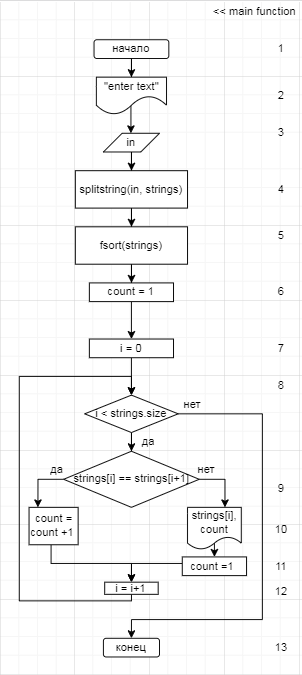 << main function
начало
1
"enter text"
2
in
3
splitstring(in, strings)
4
fsort(strings)
5
count = 1
6
i = 0
7
8
i < strings.size
нет
да
strings[i] == strings[i+1]
да
нет
9
count =
count +1
strings[i],
count
10
count =1
11
i = i+1
12
конец
13